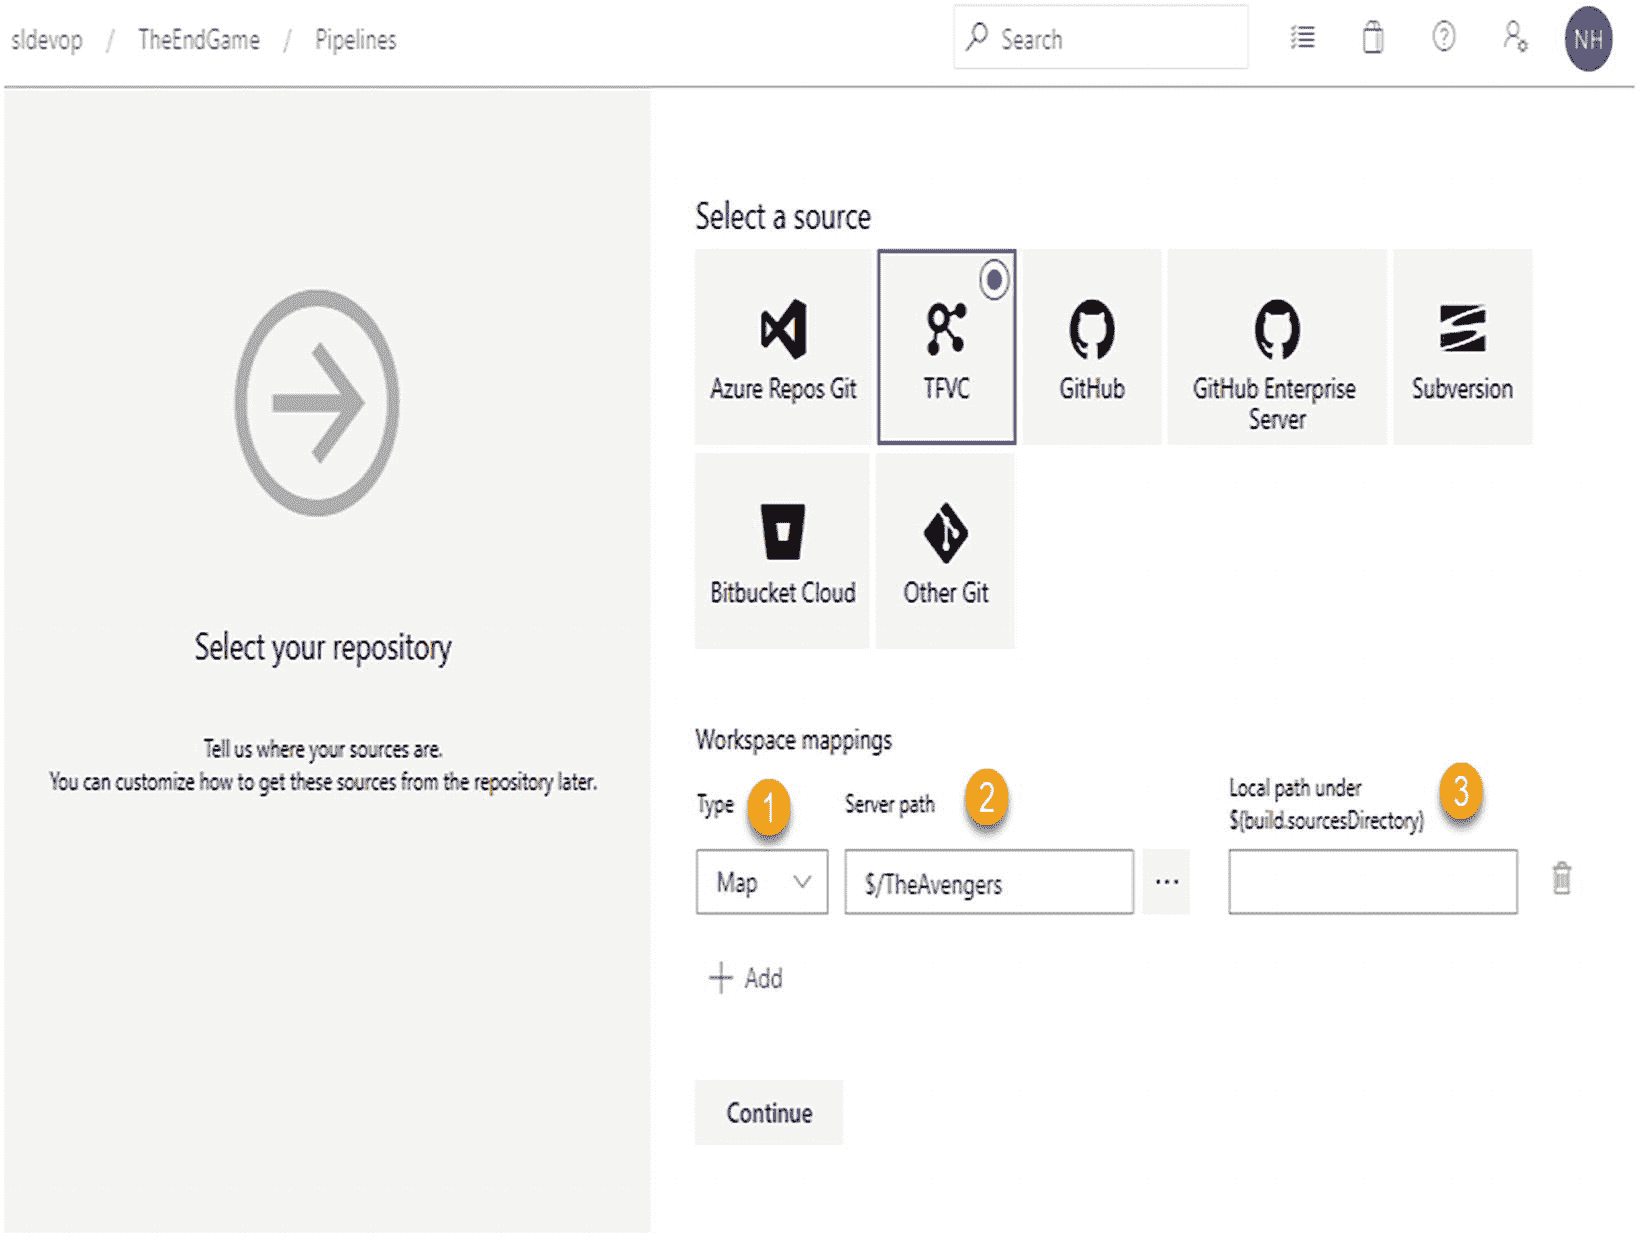 sldevop / TheEndGame / Pipelines
Search
NH
Select a source
Azure Repos Git
TFVC
GitHub
GitHub Enterprise
Server
Subversion
Bitbucket Cloud
Other Git
Select your repository
Tell us where your sources are.
You can customize how to get these sources from the repository later.
Workspace mappings
Type 1
Server path 2
Local path under
$(build.sourcesDirectory) 3
Map
$/TheAvengers
...
+ Add
Continue